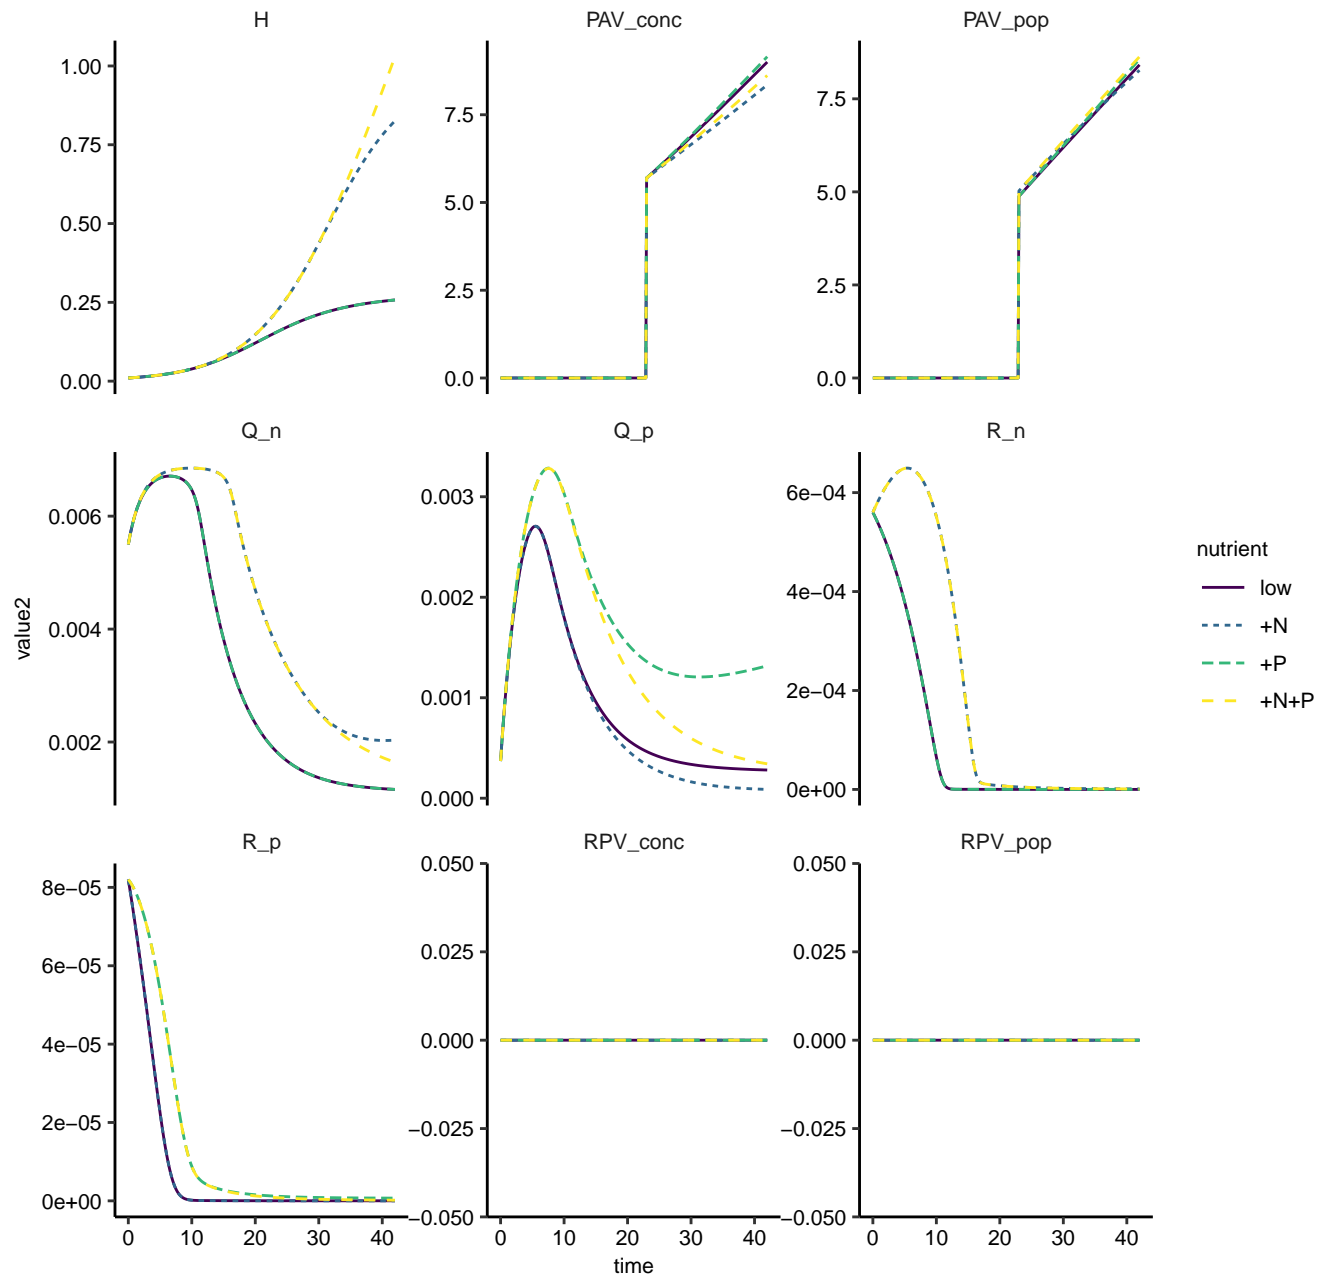 H
PAV_conc
PAV_pop
1.00
0.75
0.50
0.25
0.00
7.5
5.0
2.5
0.0
7.5
5.0
2.5
0.0
Q_n
Q_p
R_n
0.006
0.004
0.002
0.003
0.002
0.001
0.000
6e−04
4e−04
2e−04
0e+00
value2
nutrient
low
+N
+P
+N+P
R_p
RPV_conc
RPV_pop
8e−05
6e−05
4e−05
2e−05
0e+00
0.050
0.025
0.000
−0.025
−0.050
0.050
0.025
0.000
−0.025
−0.050
0 10 20 30 40
0 10 20 30 40
0 10 20 30 40
time